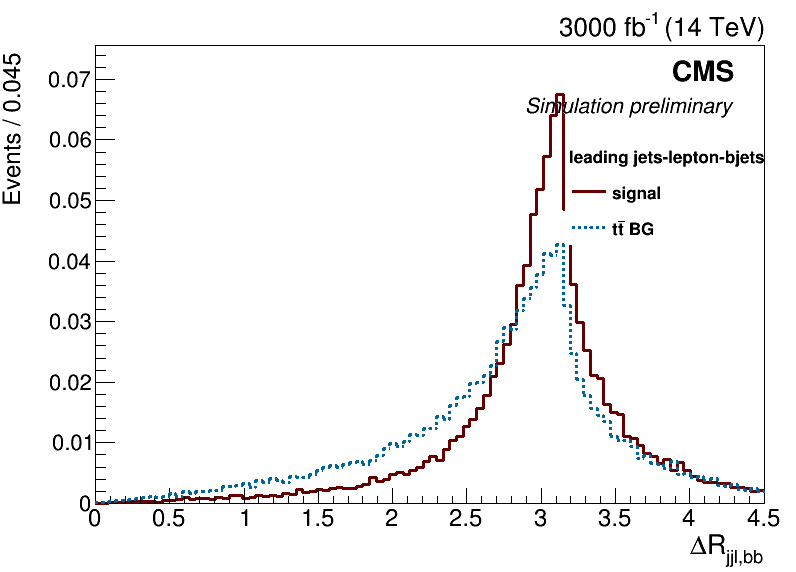 3000 fb⁻¹ (14 TeV)
Events / 0.045
CMS
Simulation preliminary
leading jets-lepton-bjets
signal
tt̄ BG
0.07
0.06
0.05
0.04
0.03
0.02
0.01
0
0 0.5 1 1.5 2 2.5 3 3.5 4 4.5
ΔR_jjl,bb